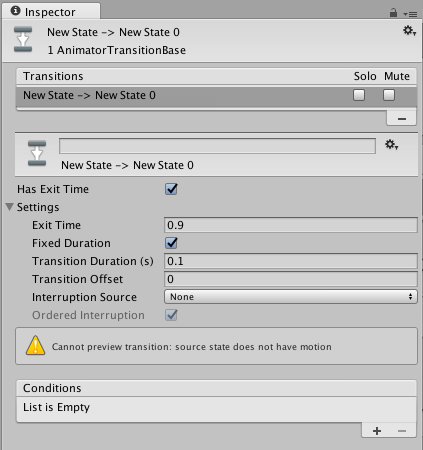 Inspector
New State -> New State 0
1 AnimatorTransitionBase
Transitions Solo Mute
New State -> New State 0
New State -> New State 0
Has Exit Time
Settings
Exit Time 0.9
Fixed Duration
Transition Duration (s) 0.1
Transition Offset 0
Interruption Source None
Ordered Interruption
Cannot preview transition: source state does not have motion
Conditions
List is Empty